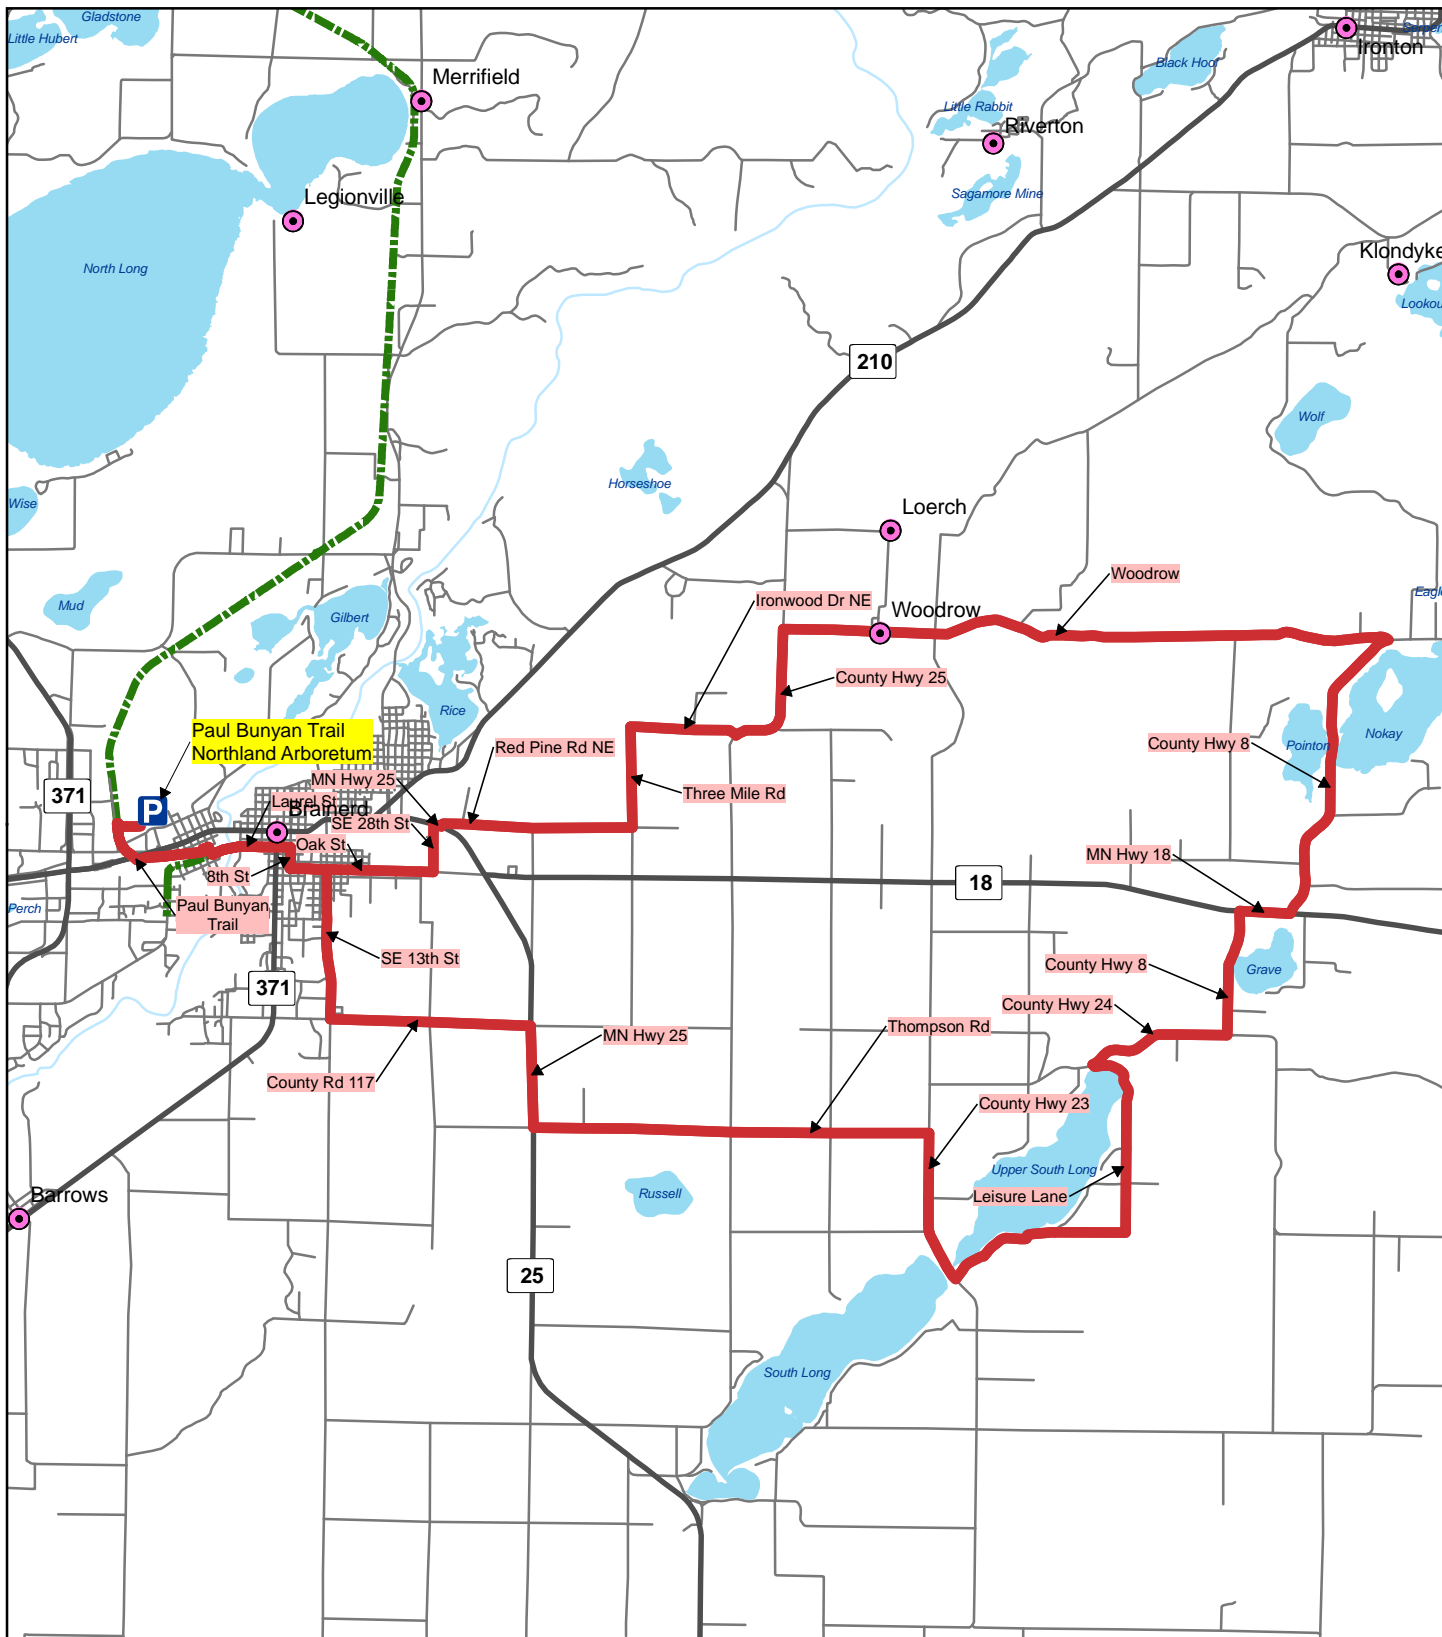 Gladstone
Little Hubert
Serpent
Ironton
Black Hoof
Merrifield
Little Rabbit
Riverton
Legionville
Sagamore Mine
North Long
Klondyke
Lookou
210
Wolf
Horseshoe
Wise
Loerch
Woodrow
Ironwood Dr NE
Mud
Gilbert
Woodrow
Eagle
County Hwy 25
Rice
Paul Bunyan Trail
Northland Arboretum
Red Pine Rd NE
County Hwy 8
Pointon
Nokay
MN Hwy 25
371
P
Laurel St
Brainerd
Three Mile Rd
SE 28th St
Oak St
MN Hwy 18
8th St
18
Perch
Paul Bunyan
Trail
SE 13th St
County Hwy 8
Grave
371
County Hwy 24
MN Hwy 25
Thompson Rd
County Rd 117
County Hwy 23
Upper South Long
Russell
Leisure Lane
Barrows
25
South Long